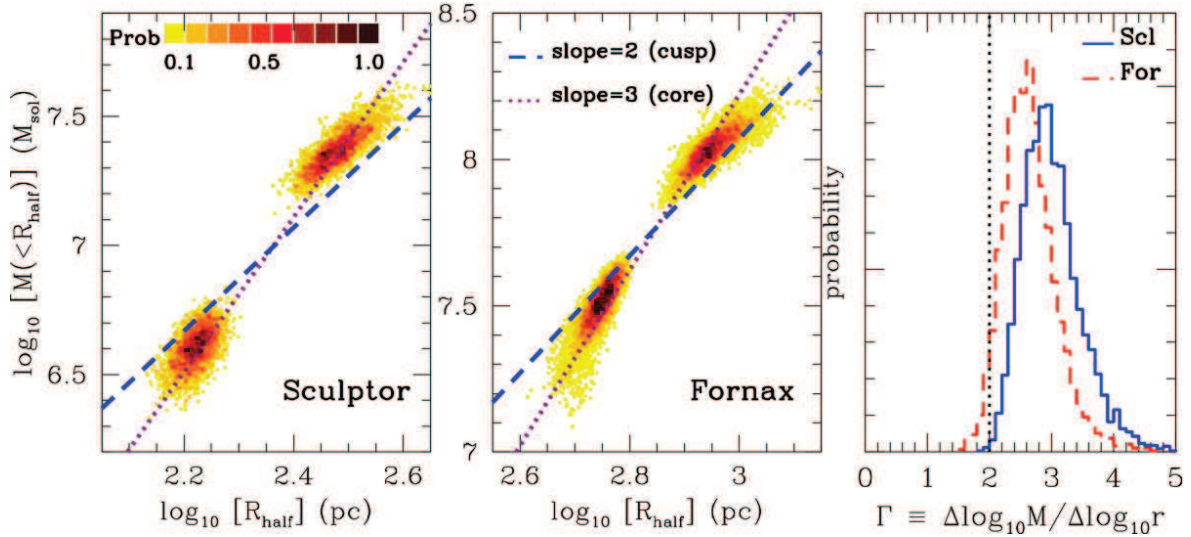 Prob
0.1 0.5 1.0
log10 [M(<Rhalf)] (Msol)
7.5
7
6.5
Sculptor
2.2 2.4 2.6
log10 [Rhalf] (pc)
8.5
8
7.5
7
slope=2 (cusp)
slope=3 (core)
Fornax
2.6 2.8 3
log10 [Rhalf] (pc)
probability
Scl
For
0 1 2 3 4 5
Γ ≡ Δlog10M/Δlog10r